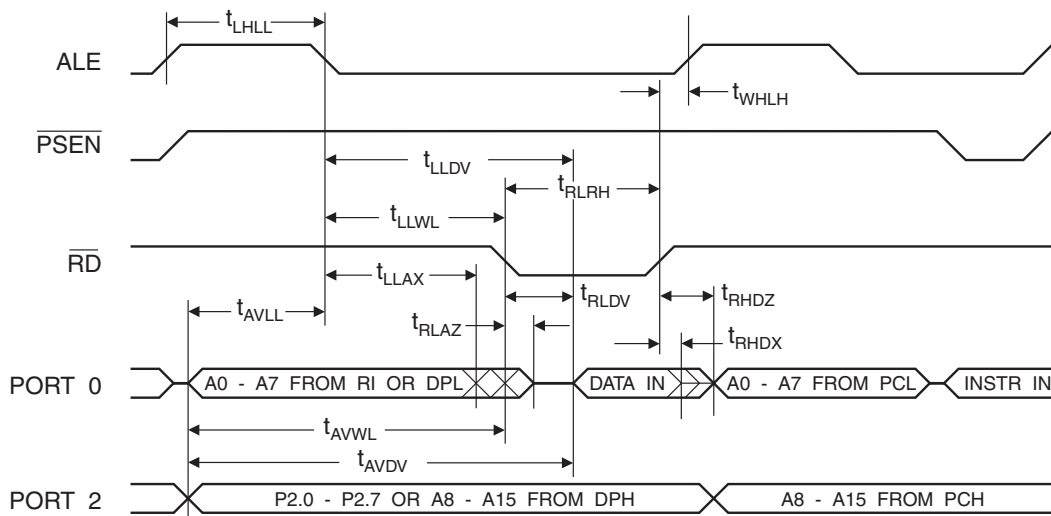 tLHLL
ALE
tWHLH
PSEN
tLLDV
tRLRH
tLLWL
RD
tLLAX
tAVLL
tRLDV
tRHDZ
tRLAZ
tRHDX
PORT 0
A0 - A7 FROM RI OR DPL
DATA IN
A0 - A7 FROM PCL
INSTR IN
tAVWL
tAVDV
PORT 2
P2.0 - P2.7 OR A8 - A15 FROM DPH
A8 - A15 FROM PCH